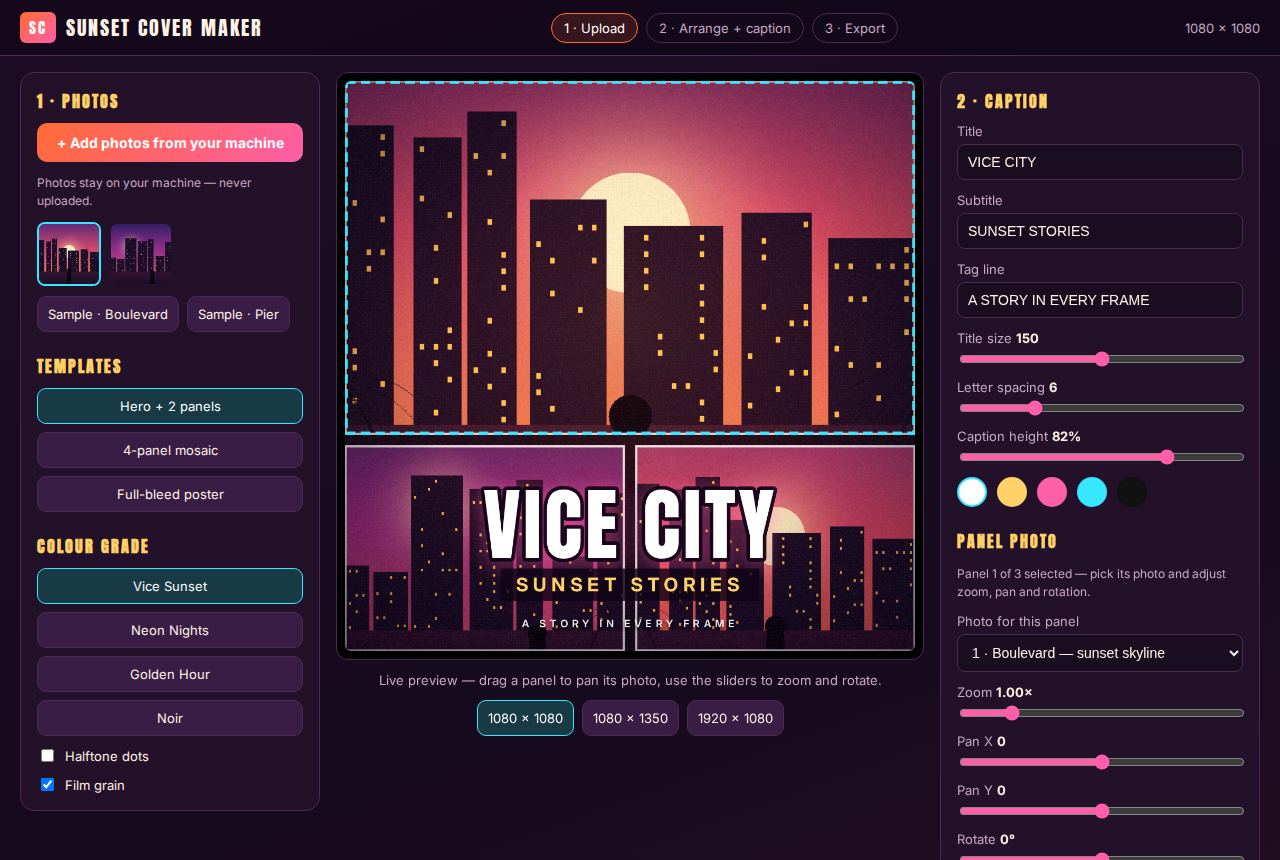 SC SUNSET COVER MAKER
1 · Upload
2 · Arrange + caption
3 · Export
1080 × 1080
1 · PHOTOS
+ Add photos from your machine
Photos stay on your machine — never
uploaded.
Sample · Boulevard
Sample · Pier
TEMPLATES
Hero + 2 panels
4-panel mosaic
Full-bleed poster
COLOUR GRADE
Vice Sunset
Neon Nights
Golden Hour
Noir
Halftone dots
Film grain
VICE CITY
SUNSET STORIES
A STORY IN EVERY FRAME
Live preview — drag a panel to pan its photo, use the sliders to zoom and rotate.
1080 × 1080
1080 × 1350
1920 × 1080
2 · CAPTION
Title
VICE CITY
Subtitle
SUNSET STORIES
Tag line
A STORY IN EVERY FRAME
Title size 150
Letter spacing 6
Caption height 82%
PANEL PHOTO
Panel 1 of 3 selected — pick its photo and adjust
zoom, pan and rotation.
Photo for this panel
1 · Boulevard — sunset skyline
Zoom 1.00×
Pan X 0
Pan Y 0
Rotate 0°